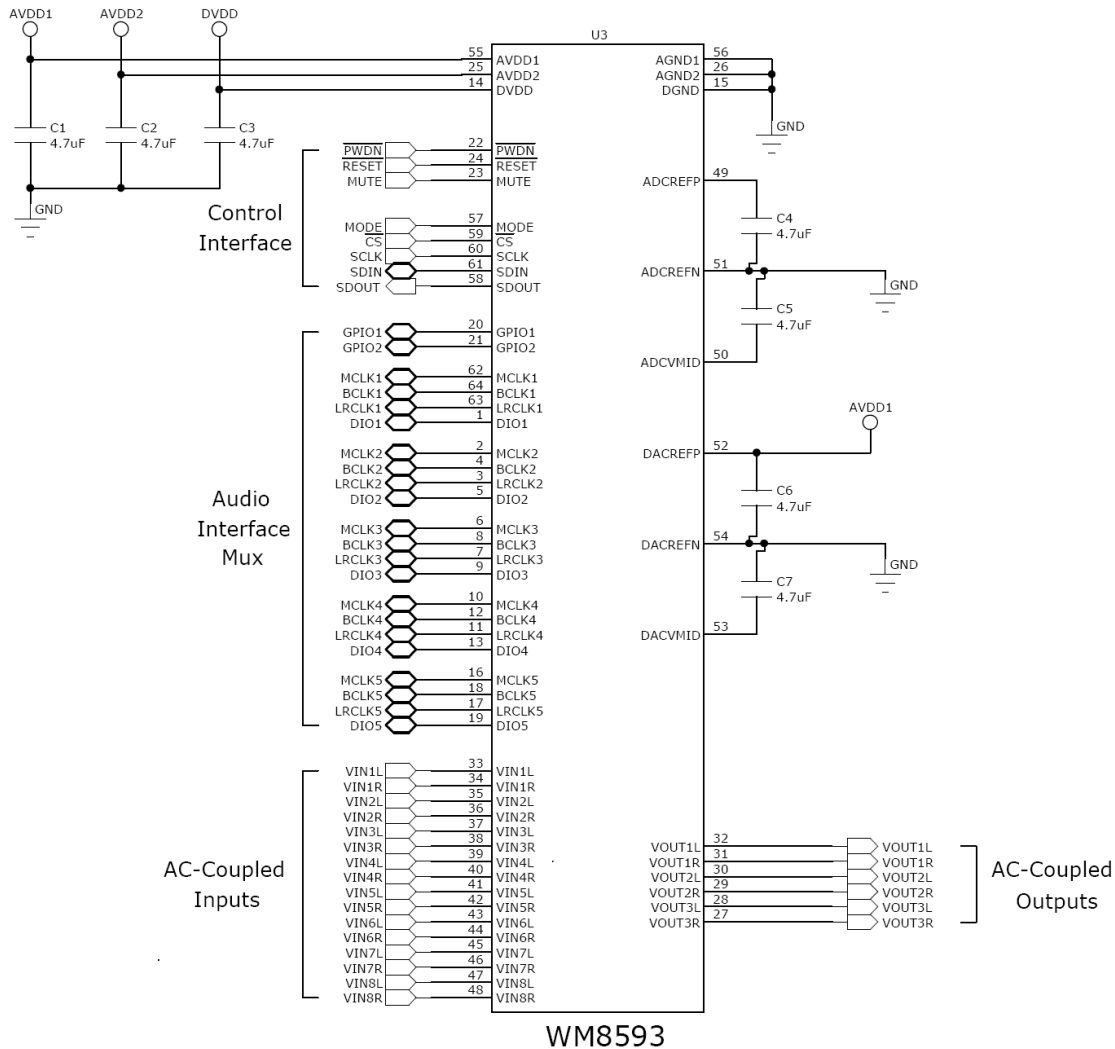 AVDD1 AVDD2 DVDD
U3
55 AVDD1
25 AVDD2
14 DVDD
56 AGND1
26 AGND2
15 DGND
GND
C1
4.7uF
C2
4.7uF
C3
4.7uF
GND
Control
Interface
PWDN 22 PWDN
RESET 24 RESET
MUTE 23 MUTE
MODE 57 MODE
CS 59 CS
SCLK 60 SCLK
SDIN 61 SDIN
SDOUT 58 SDOUT
ADCREFP 49
C4
4.7uF
ADCREFN 51
GND
C5
4.7uF
ADCVMID 50
Audio
Interface
Mux
GPIO1 20 GPIO1
GPIO2 21 GPIO2
MCLK1 62 MCLK1
BCLK1 64 BCLK1
LRCLK1 63 LRCLK1
DIO1 1 DIO1
MCLK2 2 MCLK2
BCLK2 4 BCLK2
LRCLK2 3 LRCLK2
DIO2 5 DIO2
MCLK3 6 MCLK3
BCLK3 8 BCLK3
LRCLK3 7 LRCLK3
DIO3 9 DIO3
MCLK4 10 MCLK4
BCLK4 12 BCLK4
LRCLK4 11 LRCLK4
DIO4 13 DIO4
MCLK5 16 MCLK5
BCLK5 18 BCLK5
LRCLK5 17 LRCLK5
DIO5 19 DIO5
AVDD1
DACREFP 52
C6
4.7uF
DACREFN 54
GND
C7
4.7uF
DACVMID 53
AC-Coupled
Inputs
VIN1L 33 VIN1L
VIN1R 34 VIN1R
VIN2L 35 VIN2L
VIN2R 36 VIN2R
VIN3L 37 VIN3L
VIN3R 38 VIN3R
VIN4L 39 VIN4L
VIN4R 40 VIN4R
VIN5L 41 VIN5L
VIN5R 42 VIN5R
VIN6L 43 VIN6L
VIN6R 44 VIN6R
VIN7L 45 VIN7L
VIN7R 46 VIN7R
VIN8L 47 VIN8L
VIN8R 48 VIN8R
VOUT1L 32 VOUT1L
VOUT1R 31 VOUT1R
VOUT2L 30 VOUT2L
VOUT2R 29 VOUT2R
VOUT3L 28 VOUT3L
VOUT3R 27 VOUT3R
AC-Coupled
Outputs
WM8593